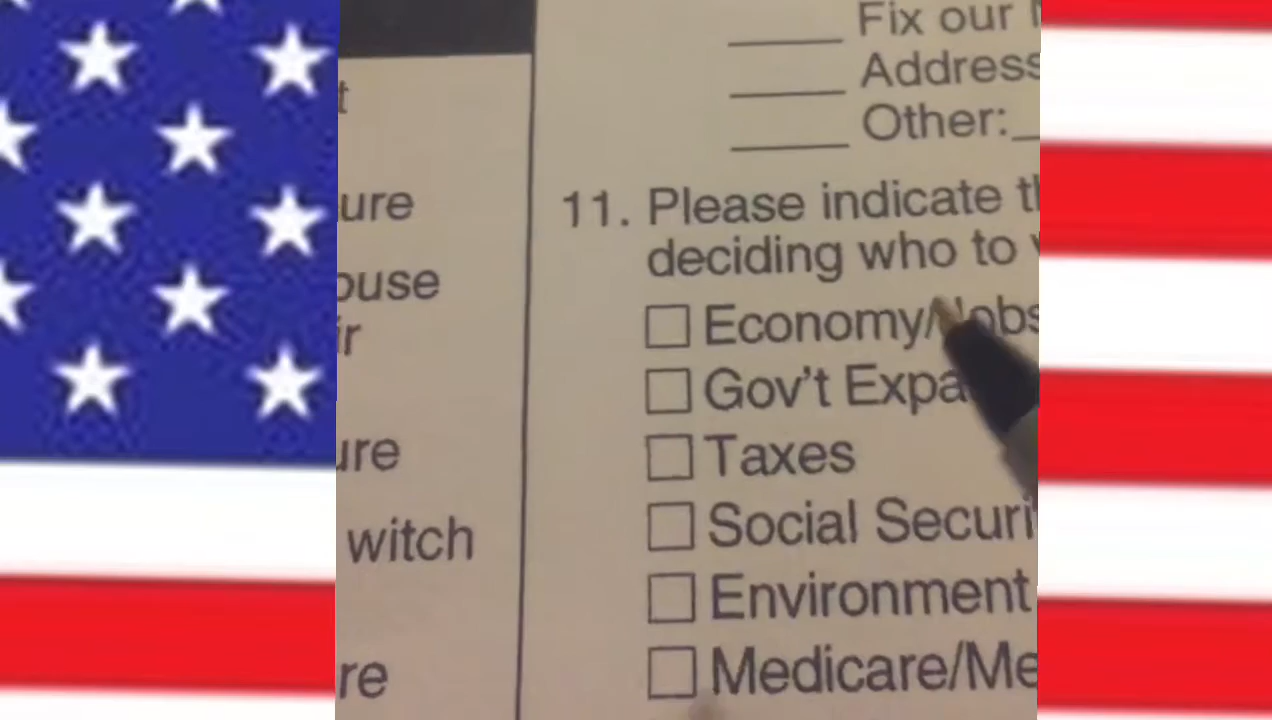 t
ure
ouse
ir
ure
witch
re
Fix our
Address
Other:
11. Please indicate
deciding who to
Economy/Jobs
Gov't Expa
Taxes
Social Securi
Environment
Medicare/Me